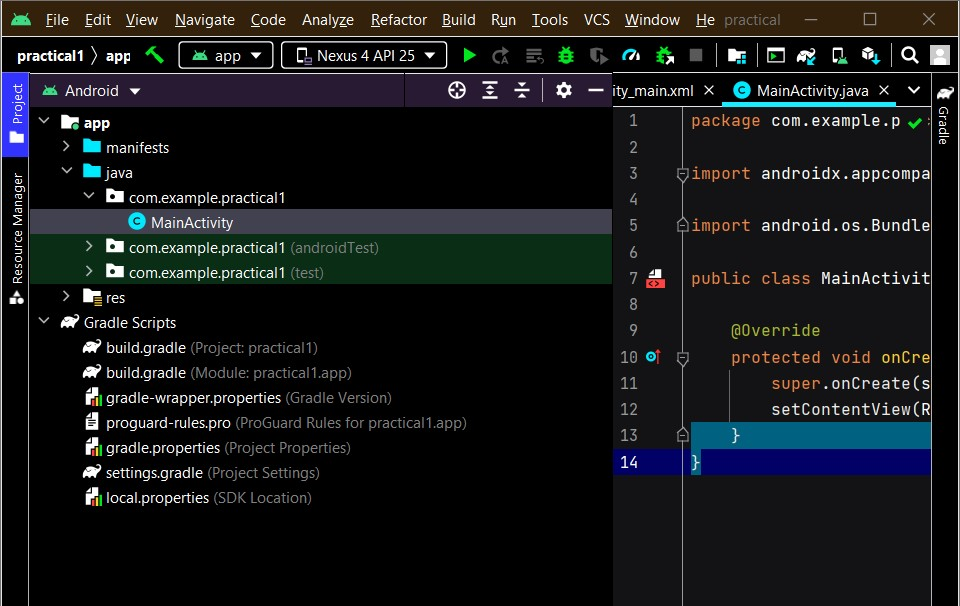 File Edit View Navigate Code Analyze Refactor Build Run Tools VCS Window He practical
practical1 app app Nexus 4 API 25
Project
Resource Manager
Android
app
manifests
java
com.example.practical1
MainActivity
com.example.practical1 (androidTest)
com.example.practical1 (test)
res
Gradle Scripts
build.gradle (Project: practical1)
build.gradle (Module: practical1.app)
gradle-wrapper.properties (Gradle Version)
proguard-rules.pro (ProGuard Rules for practical1.app)
gradle.properties (Project Properties)
settings.gradle (Project Settings)
local.properties (SDK Location)
ity_main.xml MainActivity.java
1 package com.example.p
2
3 import androidx.appcompa
4
5 import android.os.Bundle
6
7 public class MainActivit
8
9 @Override
10 protected void onCre
11 super.onCreate(s
12 setContentView(R
13 }
14 }
Gradle